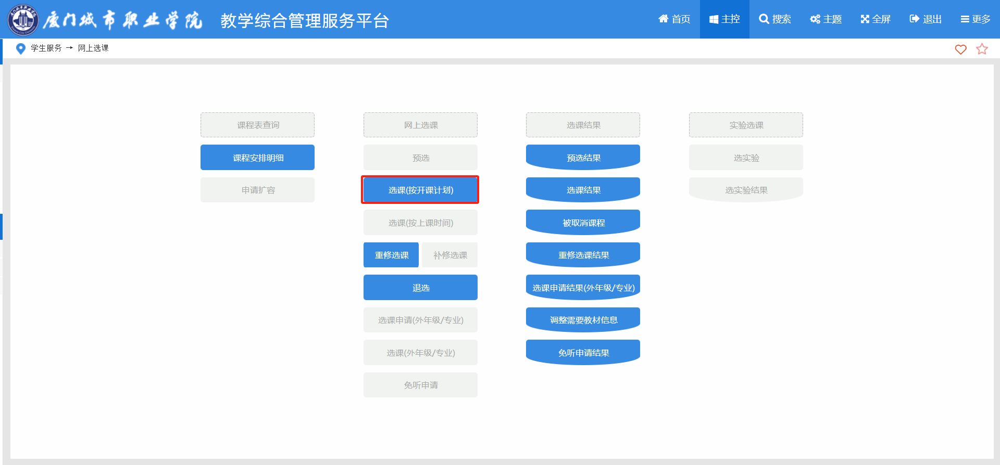 厦门城市职业学院
教学综合管理服务平台
首页
主控
搜索
主题
全屏
退出
更多
学生服务 → 网上选课
课程表查询
课程安排明细
申请扩容
网上选课
预选
选课(按开课计划)
选课(按上课时间)
重修选课
补修选课
退选
选课申请(外年级/专业)
选课(外年级/专业)
免听申请
选课结果
预选结果
选课结果
被取消课程
重修选课结果
选课申请结果(外年级/专业)
调整需要教材信息
免听申请结果
实验选课
选实验
选实验结果